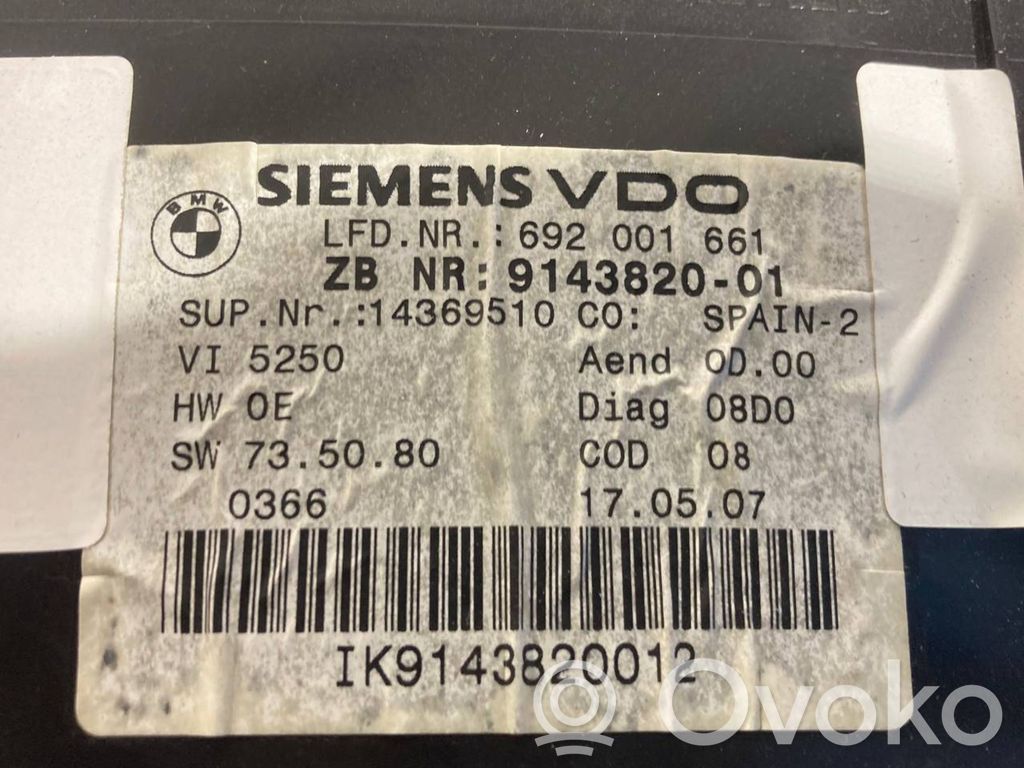 BMW
SIEMENS VDO
LFD.NR.: 692 001 661
ZB NR: 9143820-01
SUP.Nr.:14369510 CO: SPAIN-2
VI 5250 Aend 0D.00
HW 0E Diag 08D0
SW 73.50.80 COD 08
0366 17.05.07
IK9143820012
Ovoko